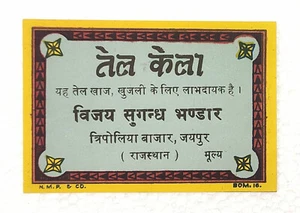 तेल केला
यह तेल खाज, खुजली के लिए लाभदायक है ।
विजय सुगन्ध भण्डार
त्रिपोलिया बाजार, जयपुर
( राजस्थान ) मूल्य
H. M. P. & CO. BOM. 16.